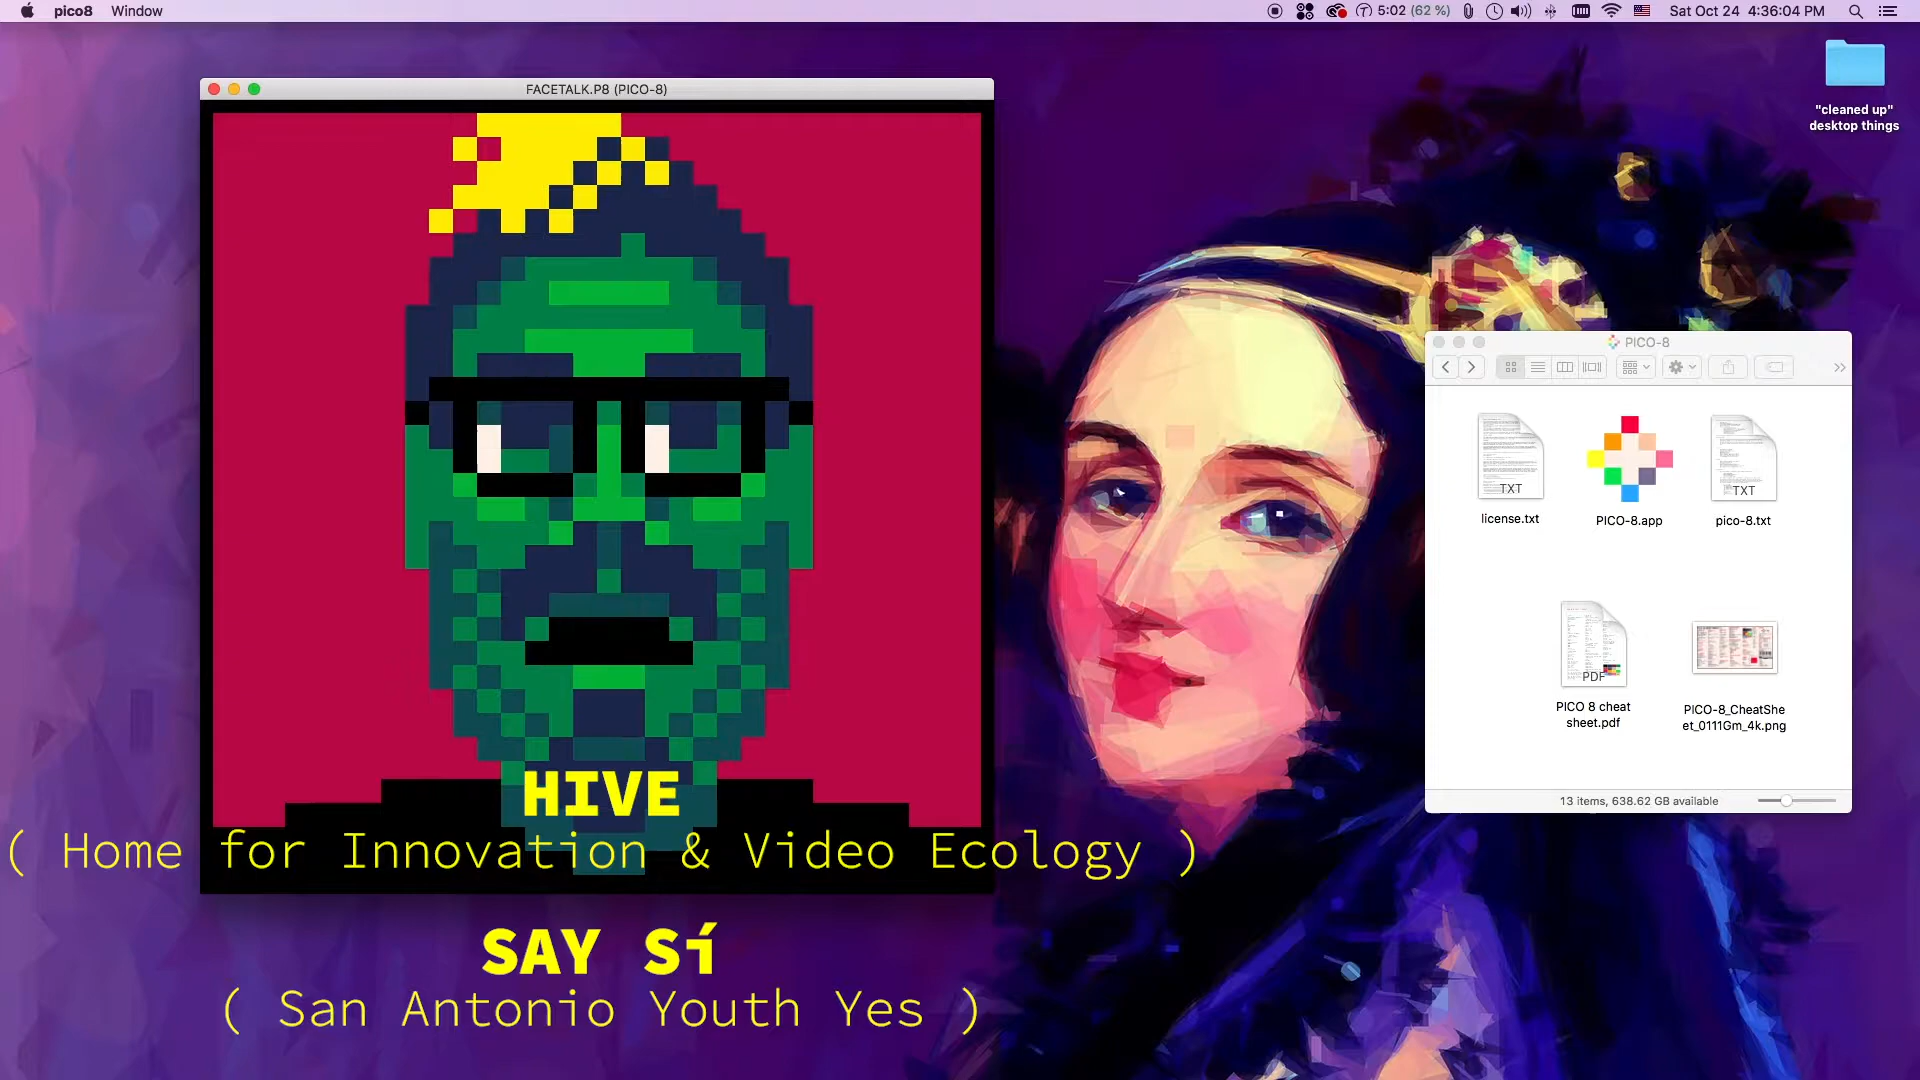 pico8 Window
5:02 (62 %) Sat Oct 24 4:36:04 PM
FACETALK.P8 (PICO-8)
"cleaned up"
desktop things
PICO-8
TXT
TXT
license.txt
PICO-8.app
pico-8.txt
PDF
PICO 8 cheat
sheet.pdf
PICO-8_CheatShe
et_0111Gm_4k.png
13 items, 638.62 GB available
HIVE
( Home for Innovation & Video Ecology )
SAY Sí
( San Antonio Youth Yes )